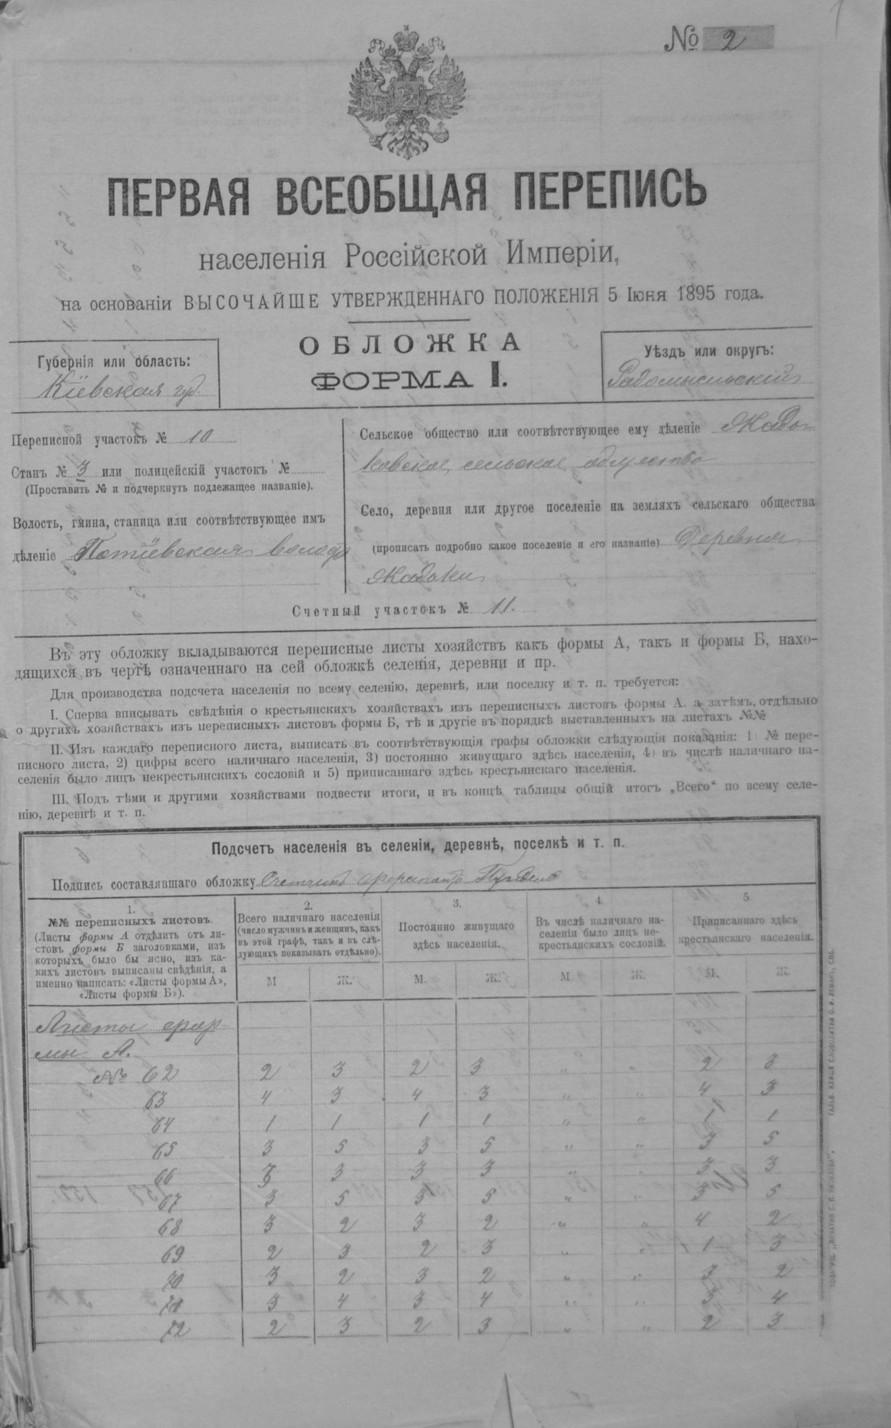 № 2
ПЕРВАЯ ВСЕОБЩАЯ ПЕРЕПИСЬ
населенія Россійской Имперіи,
на основаніи ВЫСОЧАЙШЕ УТВЕРЖДЕННАГО ПОЛОЖЕНІЯ 5 Іюня 1895 года.
ОБЛОЖКА
ФОРМА I.
Губернія или область:
Кіевская гу.
Уѣздъ или округъ:
Радомысльскій
Переписной участокъ № 10
Станъ № 3 или полицейскій участокъ №
(Проставить № и подчеркнуть подлежащее названіе).
Волость, гмина, станица или соотвѣтствующее имъ
дѣленіе Потіевская волость
Сельское общество или соотвѣтствующее ему дѣленіе
сельское общество
Село, деревня или другое поселеніе на земляхъ сельскаго общества
(прописать подробно какое поселеніе и его названіе) Деревня
Счетный участокъ № 11.
Въ эту обложку вкладываются переписные листы хозяйствъ какъ формы А, такъ и формы Б, нахо-
дящихся въ чертѣ означеннаго на сей обложкѣ селенія, деревни и пр.
Для производства подсчета населенія по всему селенію, деревнѣ, или поселку и т. п. требуется:
I. Сперва вписывать свѣдѣнія о крестьянскихъ хозяйствахъ изъ переписныхъ листовъ формы А. а затѣмъ, отдѣльно
о другихъ хозяйствахъ изъ переписныхъ листовъ формы Б, тѣ и другіе въ порядкѣ выставленныхъ на листахъ №№
II. Изъ каждаго переписного листа, выписать въ соотвѣтствующія графы обложки слѣдующія показанія: 1) № пере-
писного листа, 2) цифры всего наличнаго населенія, 3) постоянно живущаго здѣсь населенія, 4) въ числѣ наличнаго на-
селенія было лицъ некрестьянскихъ сословій и 5) приписаннаго здѣсь крестьянскаго населенія.
III. Подъ тѣми и другими хозяйствами подвести итоги, и въ концѣ таблицы общій итогъ „Всего“ по всему селе-
нію, деревнѣ и т. п.
Подсчетъ населенія въ селеніи, деревнѣ, поселкѣ и т. п.
Подпись составлявшаго обложку Счетчикъ
1.
№№ переписныхъ листовъ.
(Листы формы А отдѣлить отъ ли-
стовъ формы Б заголовками, изъ
которыхъ было бы ясно, изъ ка-
кихъ листовъ выписаны свѣдѣнія, а
именно написать: «Листы формы А»,
«Листы формы Б»).
2.
Всего наличнаго населенія
(число мужчинъ и женщинъ, какъ
въ этой графѣ, такъ и въ слѣ-
дующихъ показывать отдѣльно).
М Ж.
3.
Постоянно живущаго
здѣсь населенія.
М. Ж.
4.
Въ числѣ наличнаго на-
селенія было лицъ не-
крестьянскихъ сословій.
М Ж.
5
Приписаннаго здѣсь
крестьянскаго населенія.
М. Ж
Листы фор-
мы А.
№ 62 2 3 2 3 „ „ 2 3
63 4 3 4 3 „ „ 4 3
64 1 1 1 1 „ „ 1 1
65 3 5 3 5 „ „ 3 5
66 3 3 3 3 „ „ 3 3
67 3 5 3 5 „ „ 3 5
68 3 2 3 2 „ „ 4 2
69 2 3 2 3 „ „ 1 3
70 3 2 3 2 „ „ 3 2
71 3 4 3 4 „ „ 3 4
72 2 3 2 3 „ „ 2 3